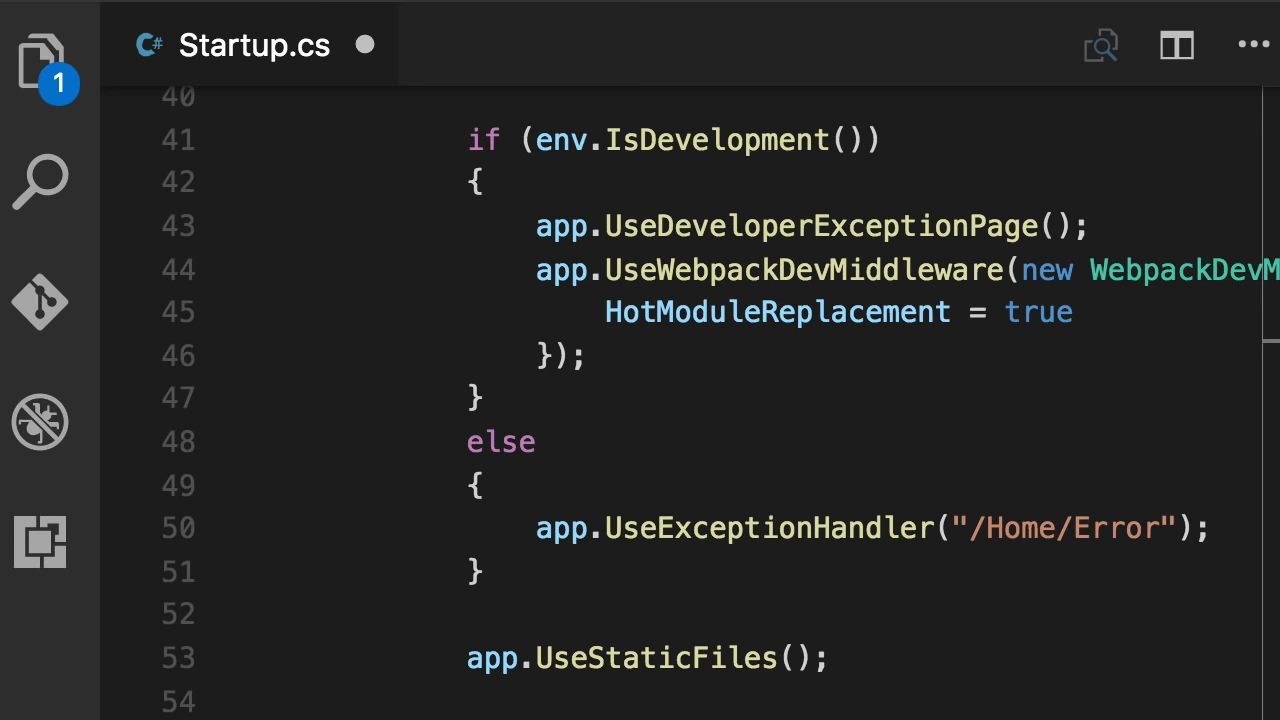 1
C# Startup.cs
40
41 if (env.IsDevelopment())
42 {
43 app.UseDeveloperExceptionPage();
44 app.UseWebpackDevMiddleware(new WebpackDevM
45 HotModuleReplacement = true
46 });
47 }
48 else
49 {
50 app.UseExceptionHandler("/Home/Error");
51 }
52
53 app.UseStaticFiles();
54